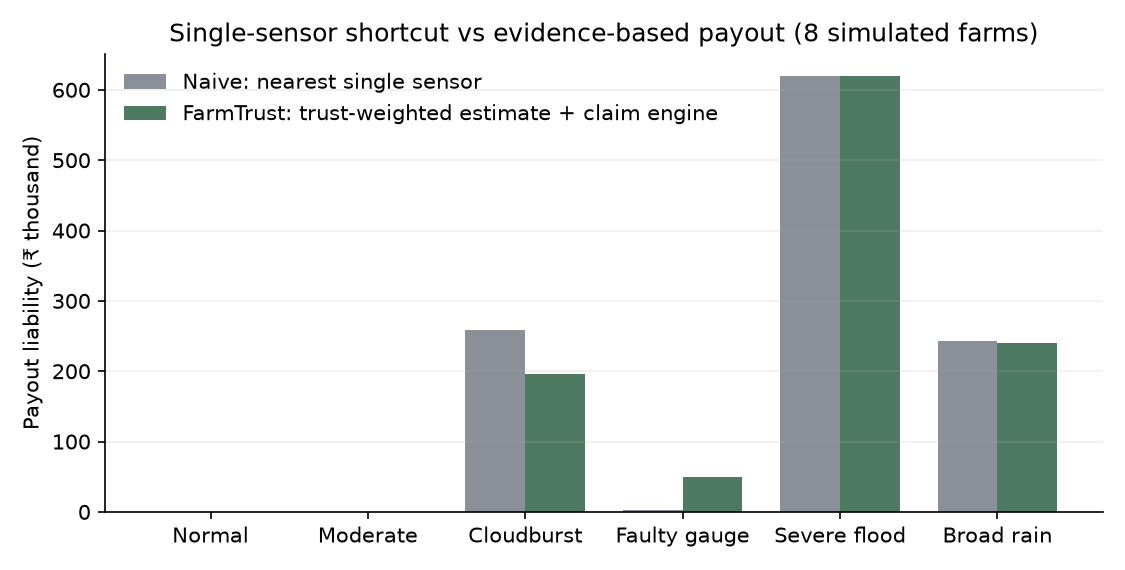 Single-sensor shortcut vs evidence-based payout (8 simulated farms)
Naive: nearest single sensor
FarmTrust: trust-weighted estimate + claim engine
Payout liability (₹ thousand)
600
500
400
300
200
100
0
Normal
Moderate
Cloudburst
Faulty gauge
Severe flood
Broad rain